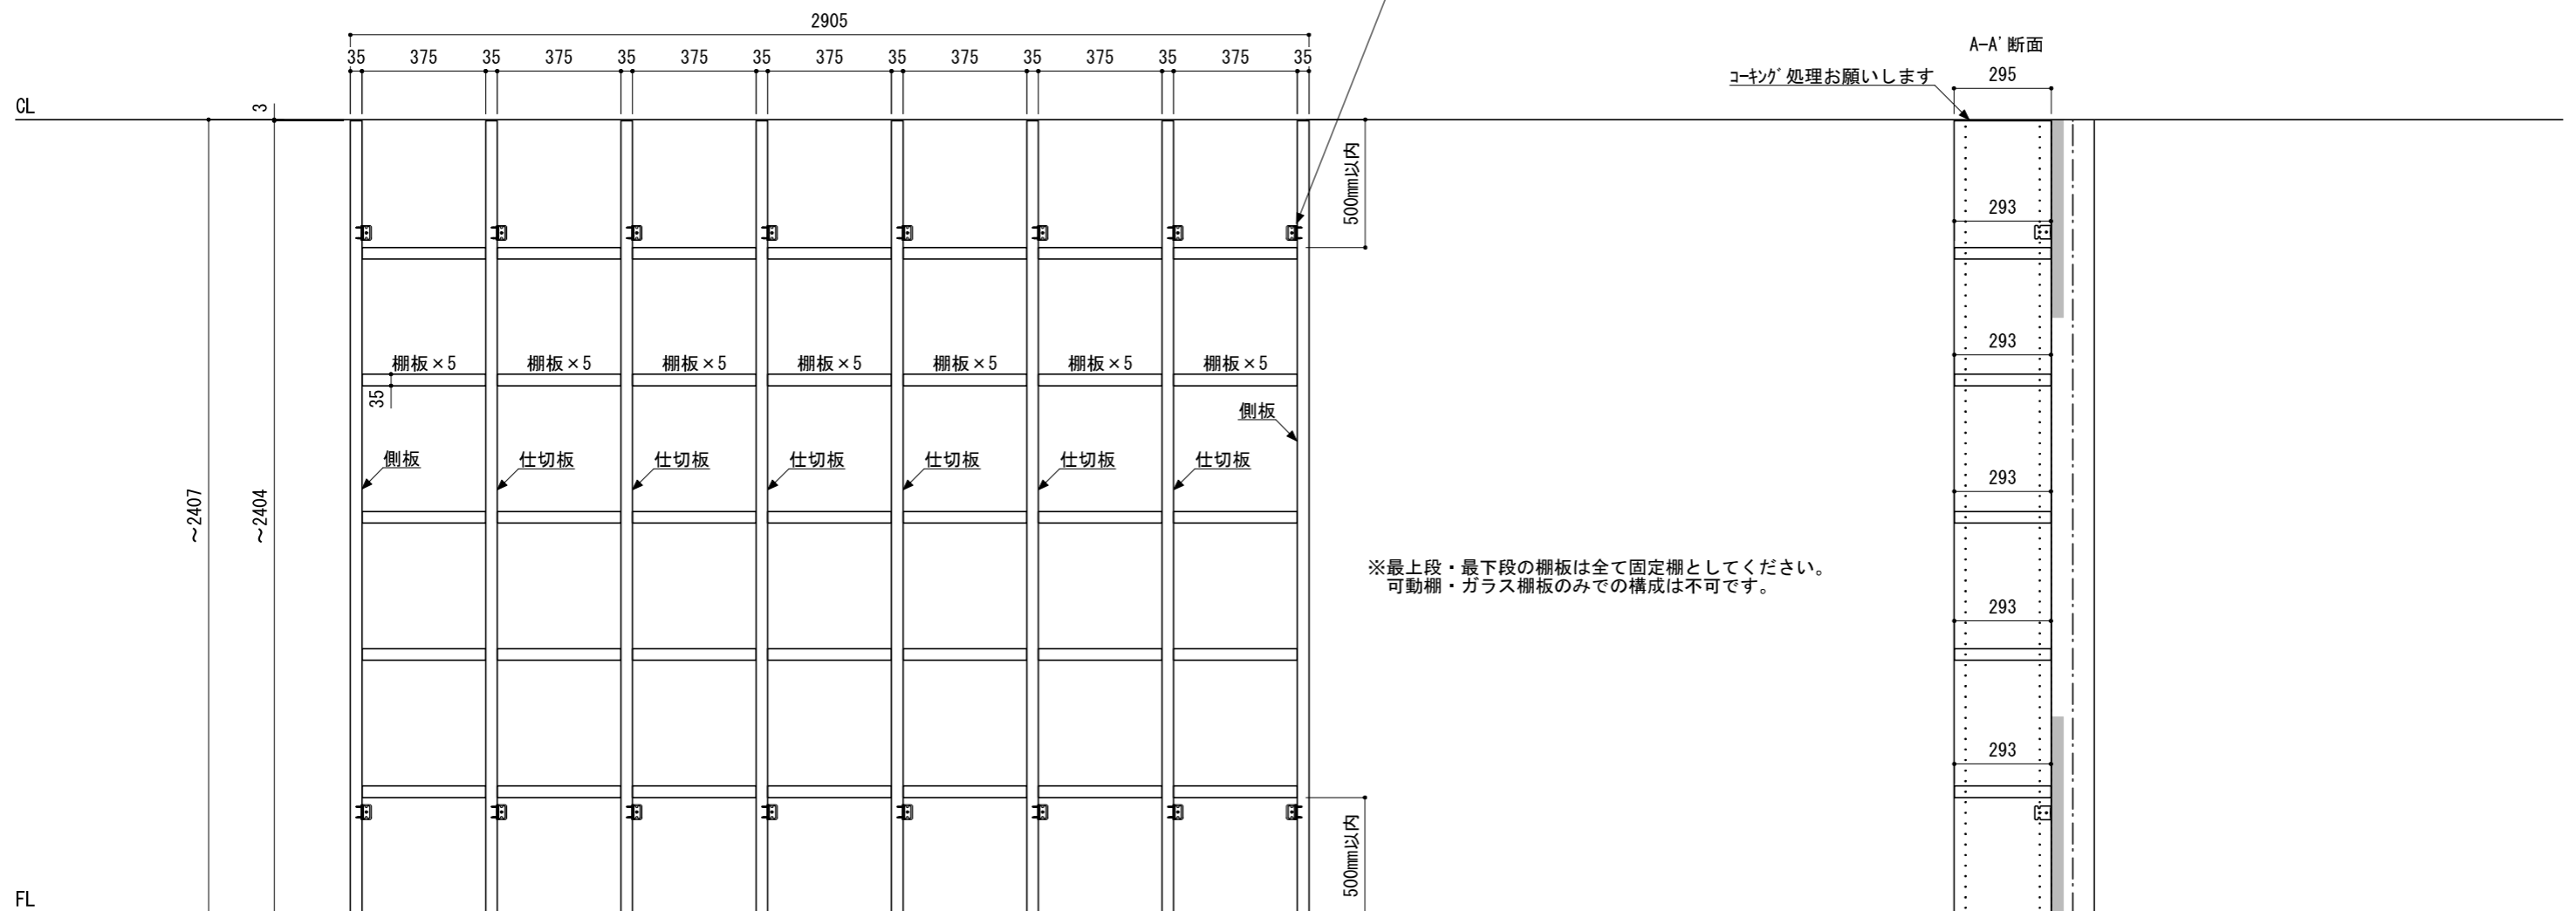 2905
35 375 35 375 35 375 35 375 35 375 35 375 35 375 35
A-A' 断面
295
コーキング処理お願いします
CL
3
500mm以内
293
293
棚板×5 棚板×5 棚板×5 棚板×5 棚板×5 棚板×5 棚板×5
35
側板
側板 仕切板 仕切板 仕切板 仕切板 仕切板 仕切板
293
~2407
~2404
※最上段・最下段の棚板は全て固定棚としてください。
可動棚・ガラス棚板のみでの構成は不可です。
293
293
500mm以内
FL